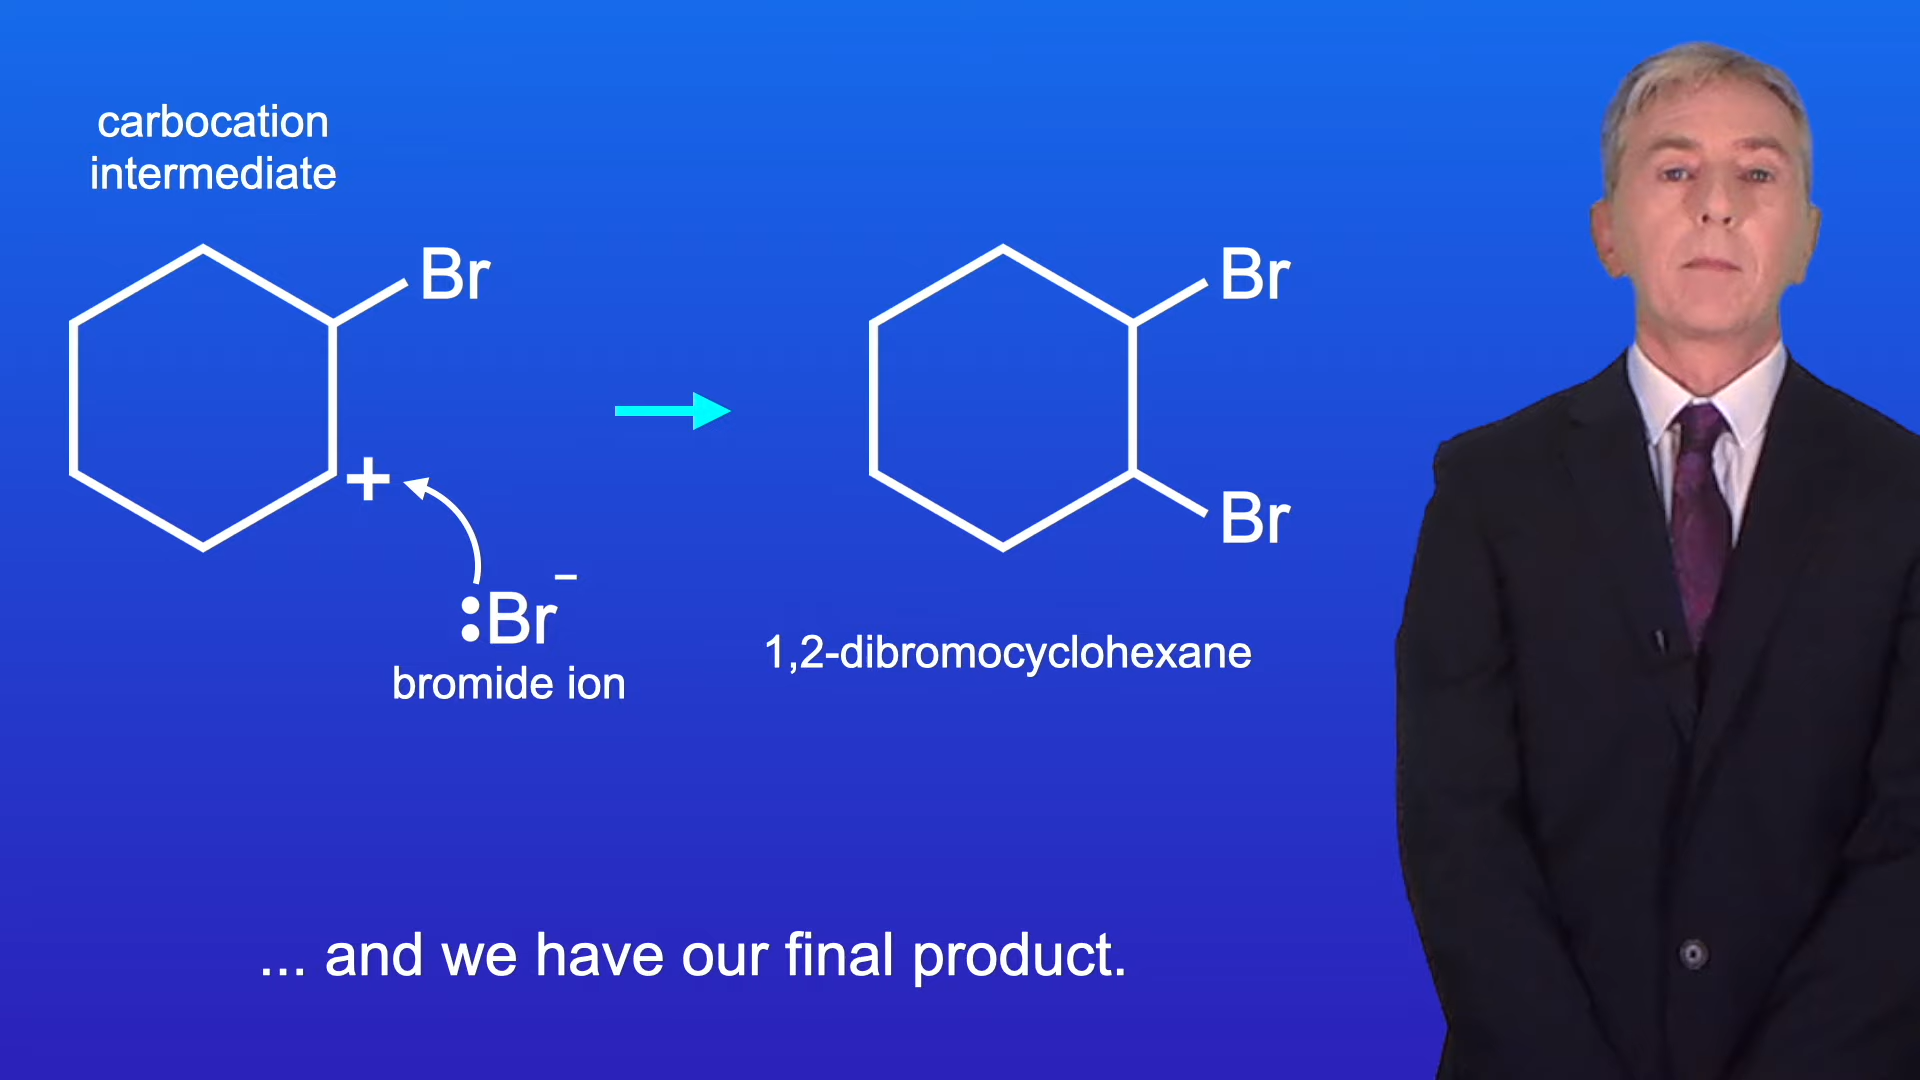 carbocation
intermediate
Br
Br
+
:Br⁻
Br
bromide ion
1,2-dibromocyclohexane
... and we have our final product.